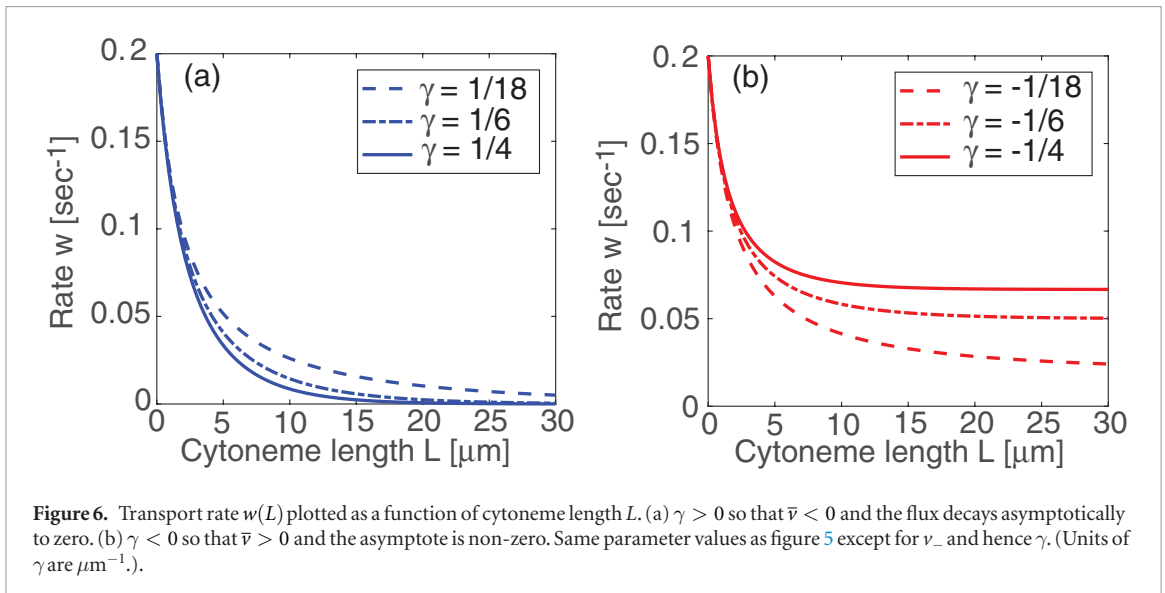 (a)
γ = 1/18
γ = 1/6
γ = 1/4
0.2
0.15
0.1
0.05
0
Rate w [sec⁻¹]
0 5 10 15 20 25 30
Cytoneme length L [μm]
(b)
γ = -1/18
γ = -1/6
γ = -1/4
0.2
0.15
0.1
0.05
0
Rate w [sec⁻¹]
0 5 10 15 20 25 30
Cytoneme length L [μm]
Figure 6. Transport rate w(L) plotted as a function of cytoneme length L. (a) γ > 0 so that v̄ < 0 and the flux decays asymptotically
to zero. (b) γ < 0 so that v̄ > 0 and the asymptote is non-zero. Same parameter values as figure 5 except for v₋ and hence γ. (Units of
γ are μm⁻¹.).